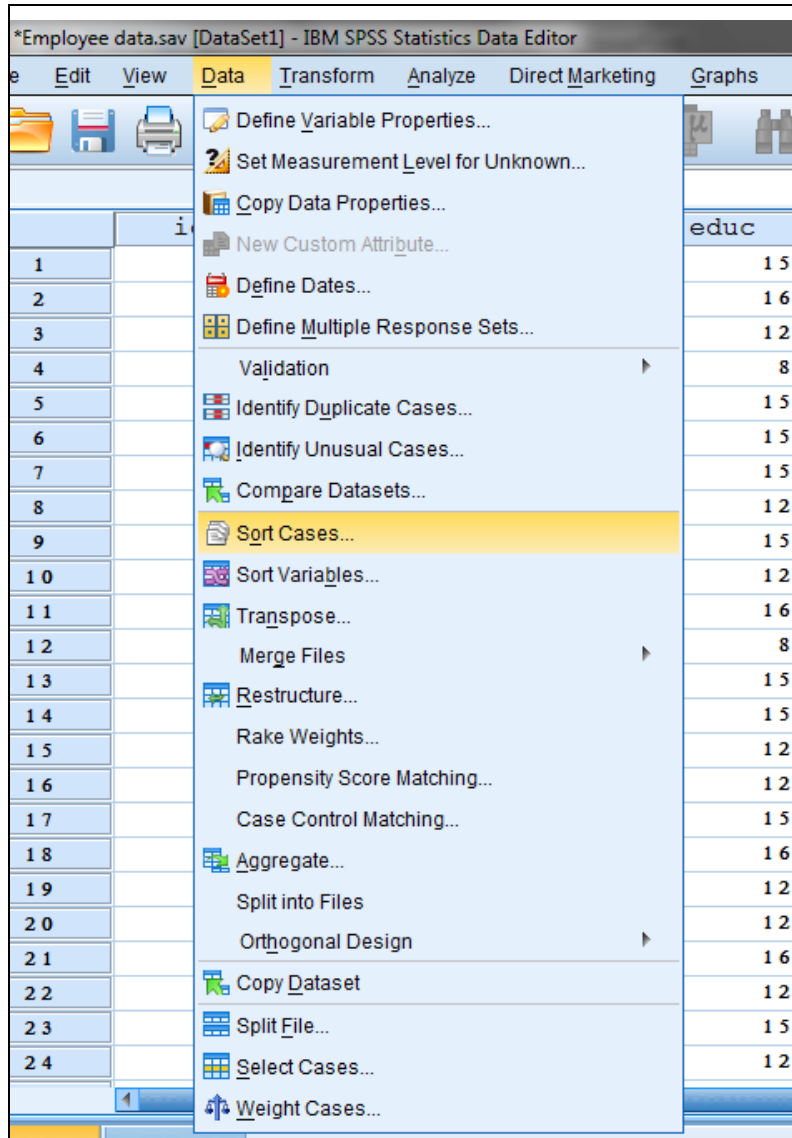 *Employee data.sav [DataSet1] - IBM SPSS Statistics Data Editor
e Edit View Data Transform Analyze Direct Marketing Graphs
Define Variable Properties...
Set Measurement Level for Unknown...
Copy Data Properties...
New Custom Attribute...
Define Dates...
Define Multiple Response Sets...
Validation
Identify Duplicate Cases...
Identify Unusual Cases...
Compare Datasets...
Sort Cases...
Sort Variables...
Transpose...
Merge Files
Restructure...
Rake Weights...
Propensity Score Matching...
Case Control Matching...
Aggregate...
Split into Files
Orthogonal Design
Copy Dataset
Split File...
Select Cases...
Weight Cases...
educ
1 15
2 16
3 12
4 8
5 15
6 15
7 15
8 12
9 15
10 12
11 16
12 8
13 15
14 15
15 12
16 12
17 15
18 16
19 12
20 12
21 16
22 12
23 15
24 12